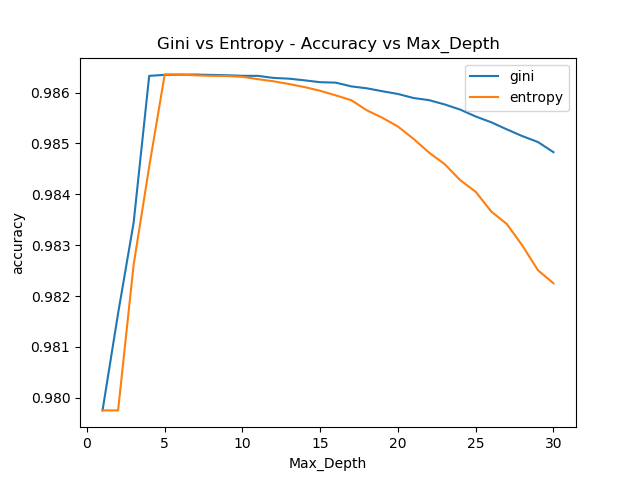 Gini vs Entropy - Accuracy vs Max_Depth
gini
entropy
0.986
0.985
0.984
0.983
0.982
0.981
0.980
accuracy
0 5 10 15 20 25 30
Max_Depth